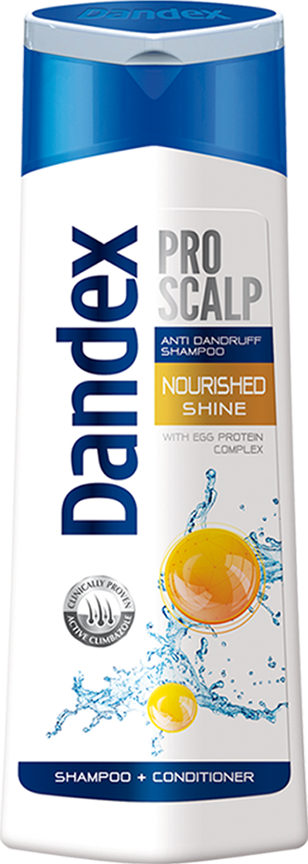 Dandex
Dandex
PRO
SCALP
ANTI DANDRUFF
SHAMPOO
NOURISHED
SHINE
WITH EGG PROTEIN
COMPLEX
CLINICALLY PROVEN
ACTIVE CLIMBAZOLE
SHAMPOO + CONDITIONER